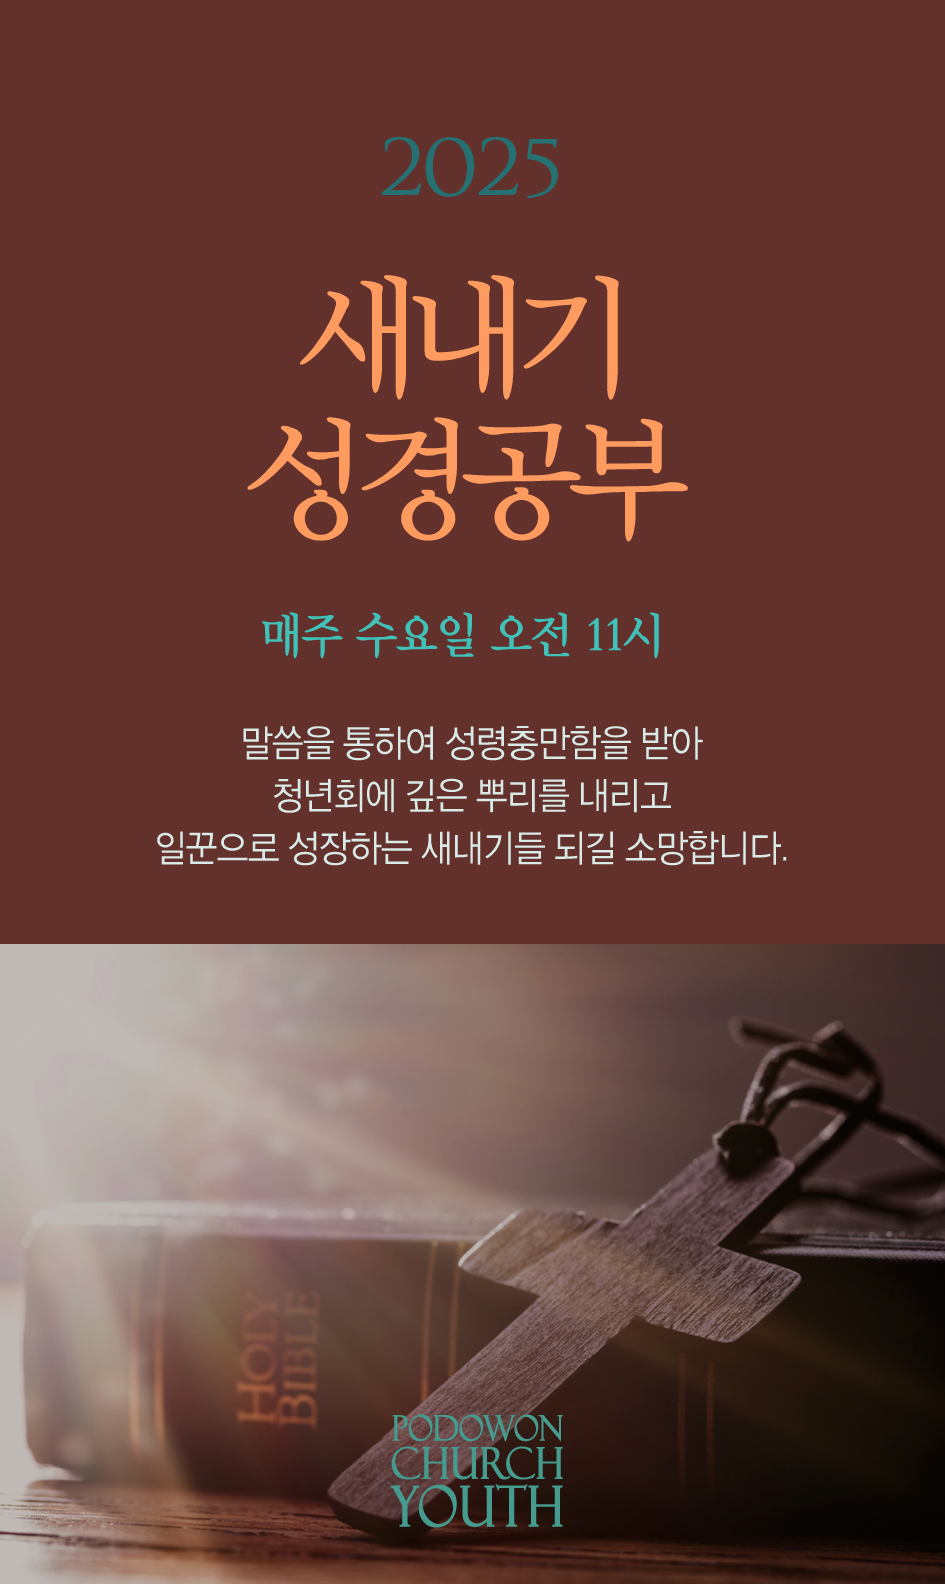 2025
새내기
성경공부
매주 수요일 오전 11시
말씀을 통하여 성령충만함을 받아
청년회에 깊은 뿌리를 내리고
일꾼으로 성장하는 새내기들 되길 소망합니다.
HOLY
BIBLE
PODOWON
CHURCH
YOUTH